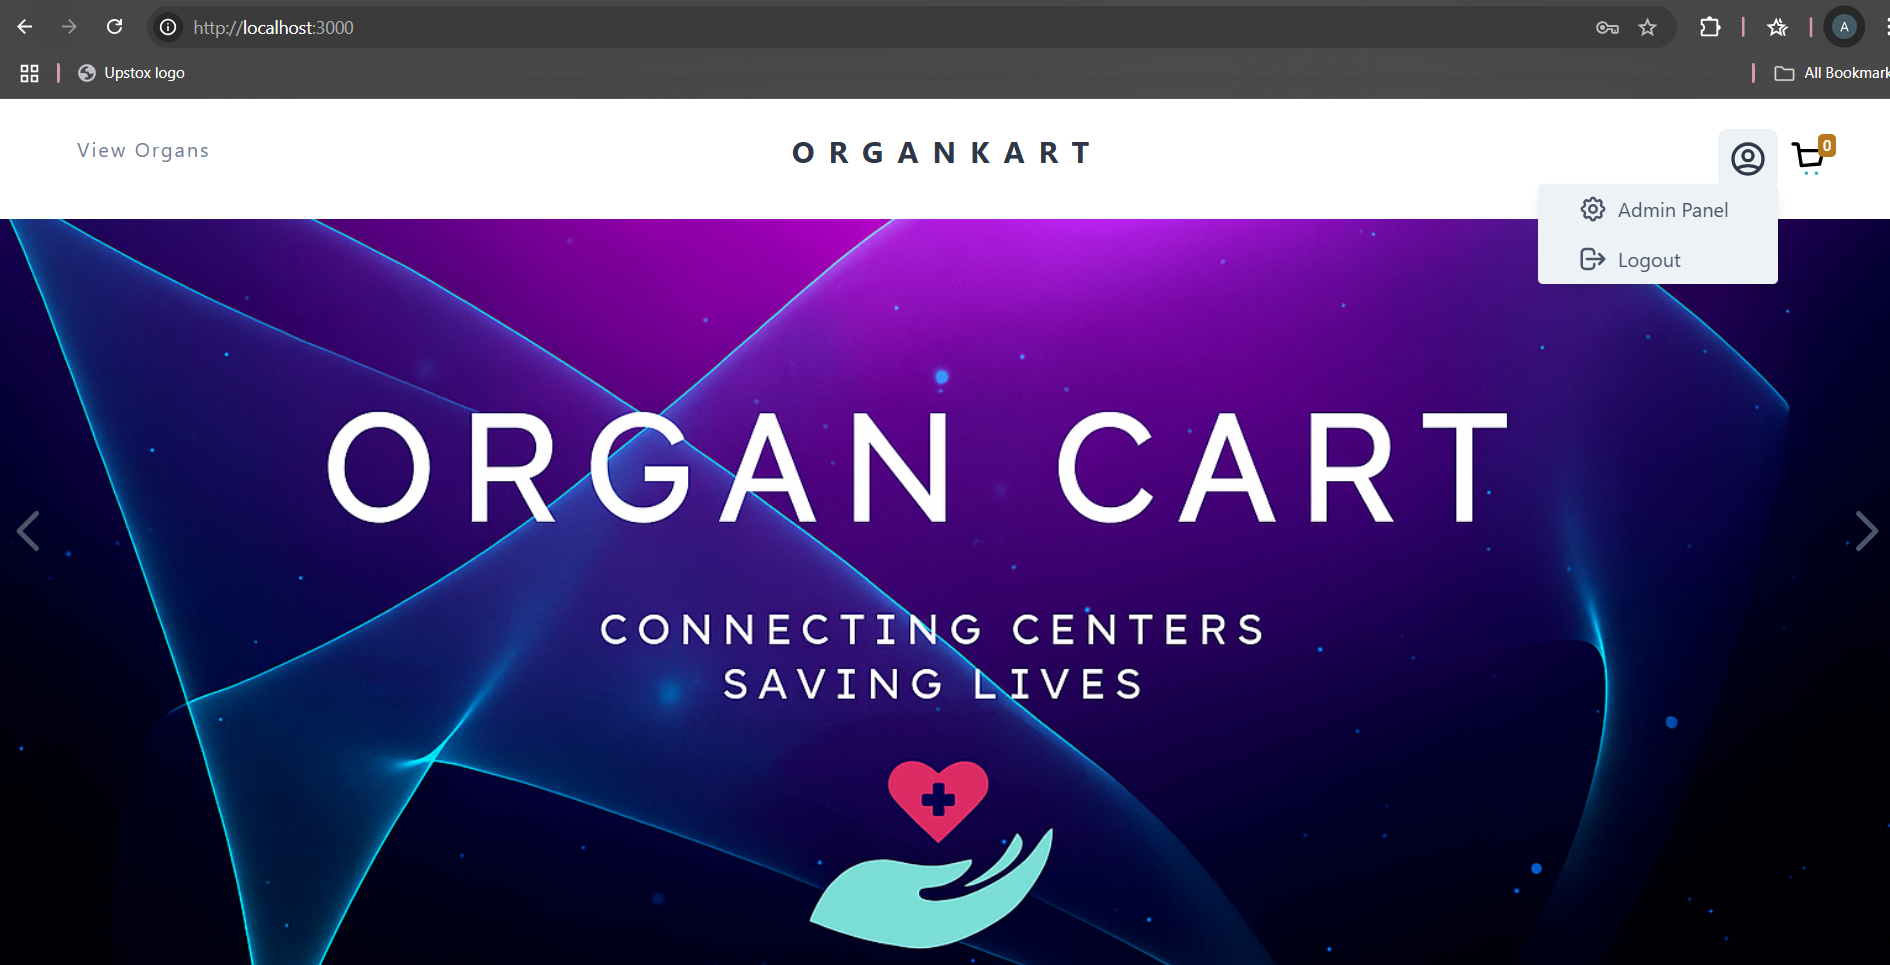 http://localhost:3000
A
Upstox logo
All Bookmark
View Organs
ORGANKART
0
Admin Panel
Logout
ORGAN CART
CONNECTING CENTERS
SAVING LIVES